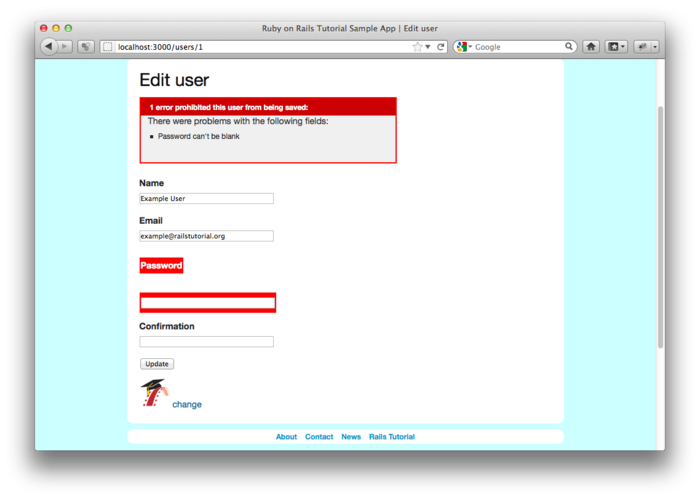 Ruby on Rails Tutorial Sample App | Edit user
localhost:3000/users/1
Google
Edit user
1 error prohibited this user from being saved:
There were problems with the following fields:
Password can't be blank
Name
Example User
Email
example@railstutorial.org
Password
Confirmation
Update
change
About Contact News Rails Tutorial